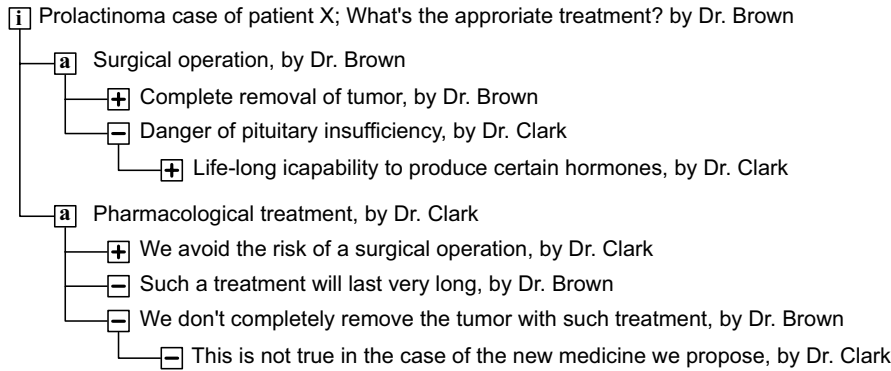 i Prolactinoma case of patient X; What's the approriate treatment? by Dr. Brown
a Surgical operation, by Dr. Brown
+ Complete removal of tumor, by Dr. Brown
− Danger of pituitary insufficiency, by Dr. Clark
+ Life-long icapability to produce certain hormones, by Dr. Clark
a Pharmacological treatment, by Dr. Clark
+ We avoid the risk of a surgical operation, by Dr. Clark
− Such a treatment will last very long, by Dr. Brown
− We don't completely remove the tumor with such treatment, by Dr. Brown
− This is not true in the case of the new medicine we propose, by Dr. Clark